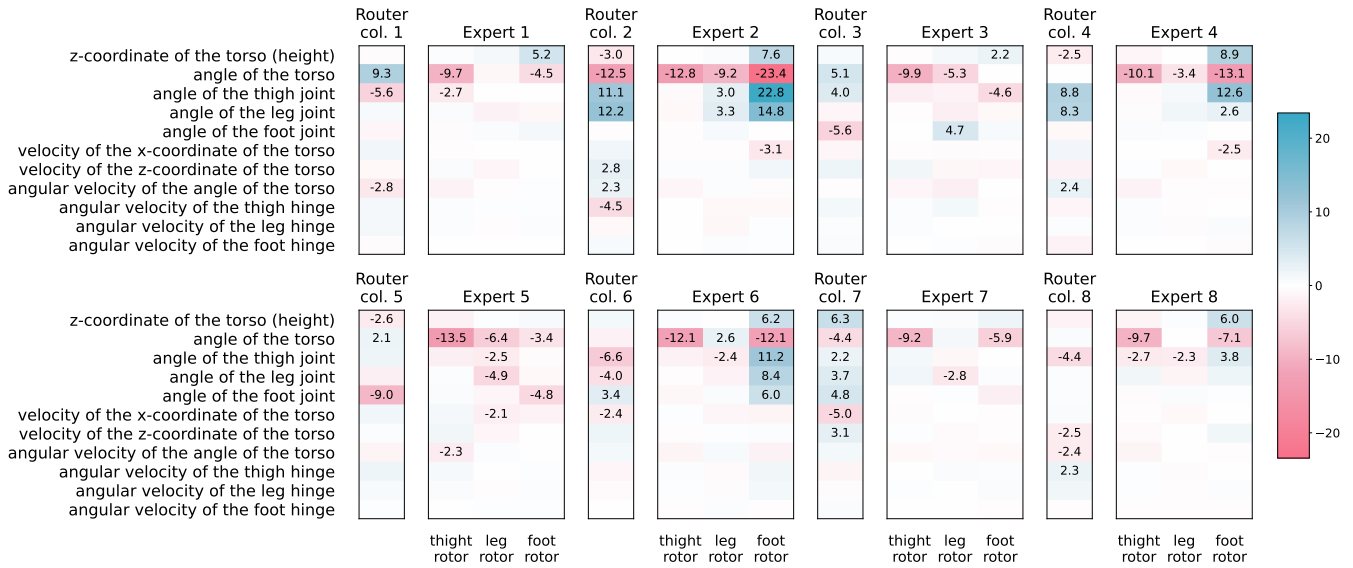 Router Router Router Router
col. 1 Expert 1 col. 2 Expert 2 col. 3 Expert 3 col. 4 Expert 4
z-coordinate of the torso (height) 5.2 -3.0 7.6 2.2 -2.5 8.9
angle of the torso 9.3 -9.7 -4.5 -12.5 -12.8 -9.2 -23.4 5.1 -9.9 -5.3 -10.1 -3.4 -13.1
angle of the thigh joint -5.6 -2.7 11.1 3.0 22.8 4.0 -4.6 8.8 12.6
angle of the leg joint 12.2 3.3 14.8 8.3 2.6
angle of the foot joint -5.6 4.7
velocity of the x-coordinate of the torso -3.1 -2.5
velocity of the z-coordinate of the torso 2.8
angular velocity of the angle of the torso -2.8 2.3 2.4
angular velocity of the thigh hinge -4.5
angular velocity of the leg hinge
angular velocity of the foot hinge
Router Router Router Router
col. 5 Expert 5 col. 6 Expert 6 col. 7 Expert 7 col. 8 Expert 8
z-coordinate of the torso (height) -2.6 6.2 6.3 6.0
angle of the torso 2.1 -13.5 -6.4 -3.4 -12.1 2.6 -12.1 -4.4 -9.2 -5.9 -9.7 -7.1
angle of the thigh joint -2.5 -6.6 -2.4 11.2 2.2 -4.4 -2.7 -2.3 3.8
angle of the leg joint -4.9 -4.0 8.4 3.7 -2.8
angle of the foot joint -9.0 -4.8 3.4 6.0 4.8
velocity of the x-coordinate of the torso -2.1 -2.4 -5.0
velocity of the z-coordinate of the torso 3.1 -2.5
angular velocity of the angle of the torso -2.3 -2.4
angular velocity of the thigh hinge 2.3
angular velocity of the leg hinge
angular velocity of the foot hinge
thight leg foot thight leg foot thight leg foot thight leg foot
rotor rotor rotor rotor rotor rotor rotor rotor rotor rotor rotor rotor
20
10
0
−10
−20